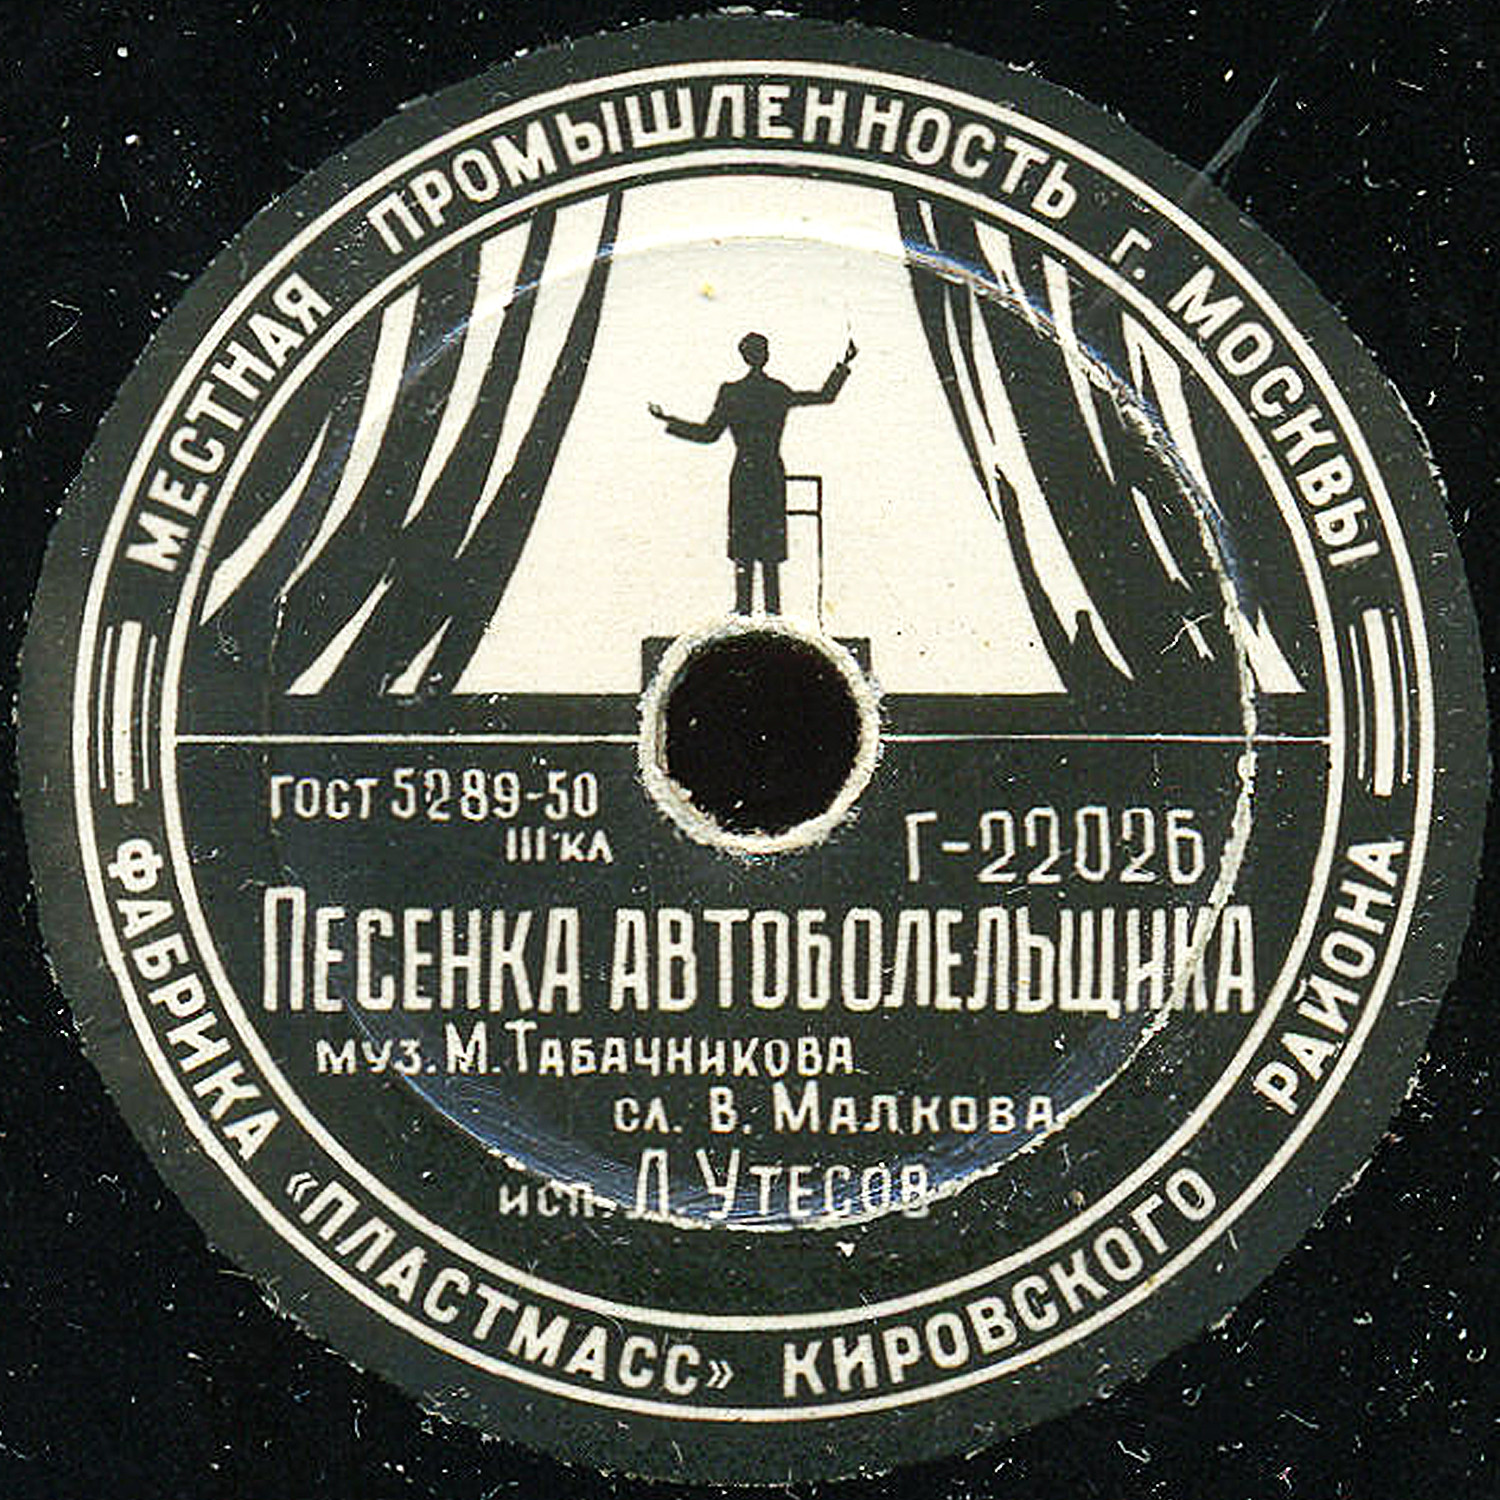 МЕСТНАЯ ПРОМЫШЛЕННОСТЬ г. МОСКВЫ
ГОСТ 5289-50
III КЛ
Г-22026
ПЕСЕНКА АВТОБОЛЕЛЬЩИКА
МУЗ. М. ТАБАЧНИКОВА
СЛ. В. МАЛКОВА
ИСП. Л. УТЕСОВ
ФАБРИКА «ПЛАСТМАСС» КИРОВСКОГО РАЙОНА